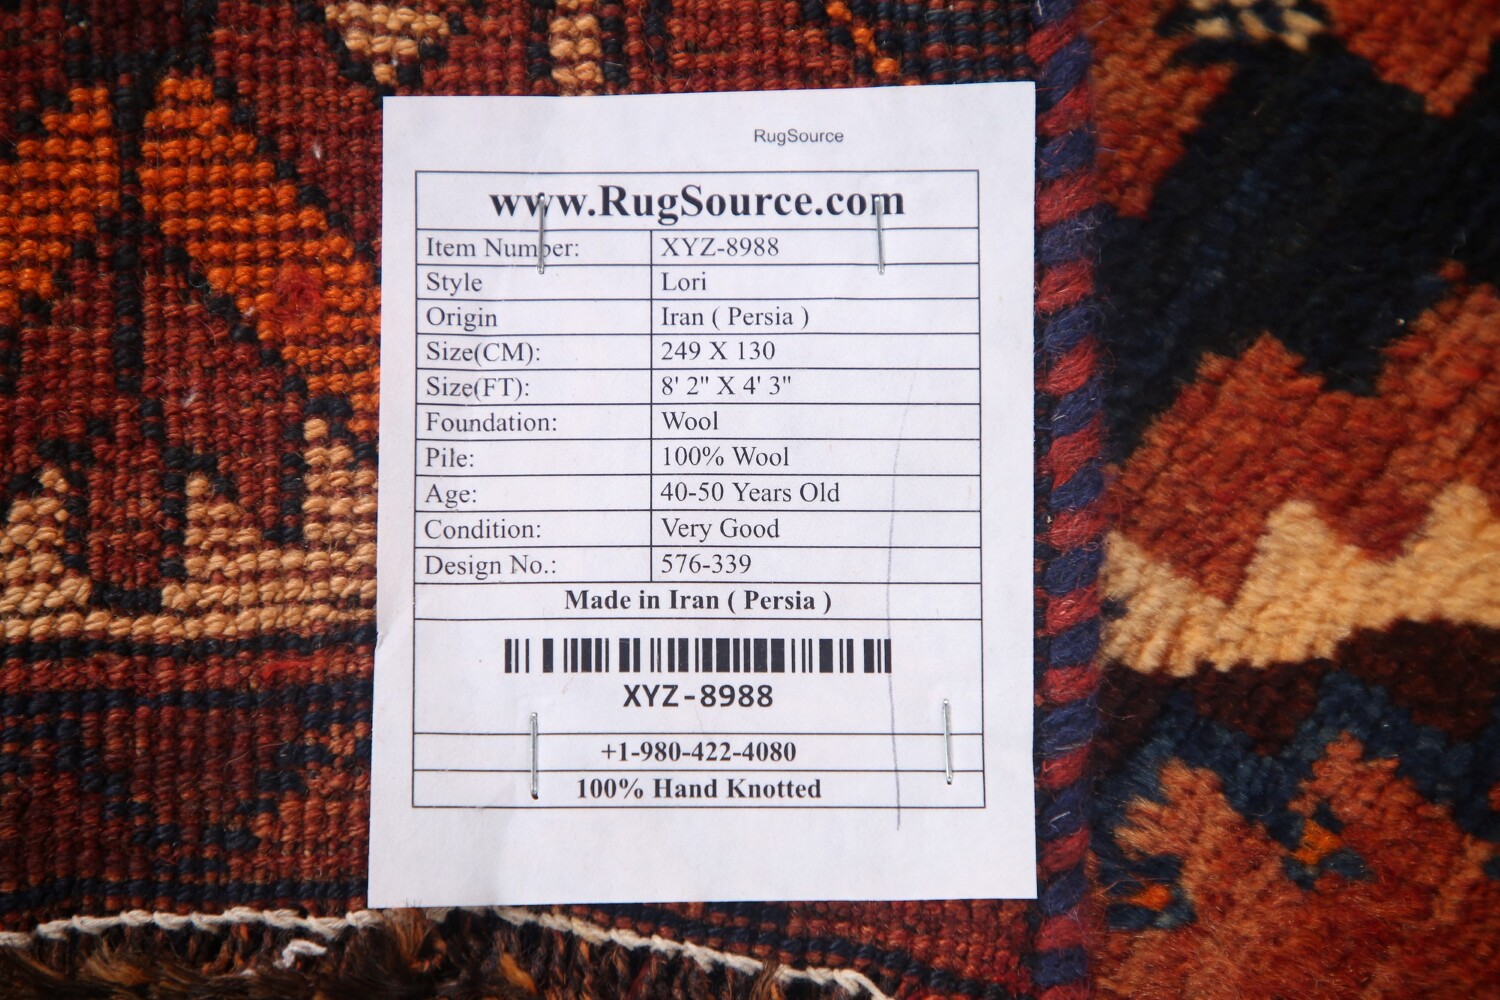 RugSource
www.RugSource.com
Item Number: XYZ-8988
Style Lori
Origin Iran ( Persia )
Size(CM): 249 X 130
Size(FT): 8' 2" X 4' 3"
Foundation: Wool
Pile: 100% Wool
Age: 40-50 Years Old
Condition: Very Good
Design No.: 576-339
Made in Iran ( Persia )
XYZ-8988
+1-980-422-4080
100% Hand Knotted